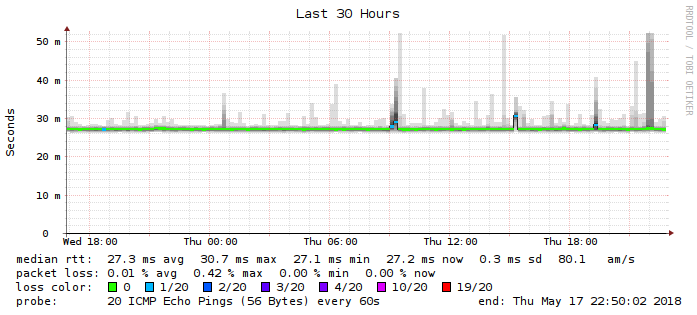 Last 30 Hours
RRDTOOL / TOBI OETIKER
Seconds
50 m
40 m
30 m
20 m
10 m
0
Wed 18:00 Thu 00:00 Thu 06:00 Thu 12:00 Thu 18:00
median rtt: 27.3 ms avg 30.7 ms max 27.1 ms min 27.2 ms now 0.3 ms sd 80.1 am/s
packet loss: 0.01 % avg 0.42 % max 0.00 % min 0.00 % now
loss color: 0 1/20 2/20 3/20 4/20 10/20 19/20
probe: 20 ICMP Echo Pings (56 Bytes) every 60s end: Thu May 17 22:50:02 2018